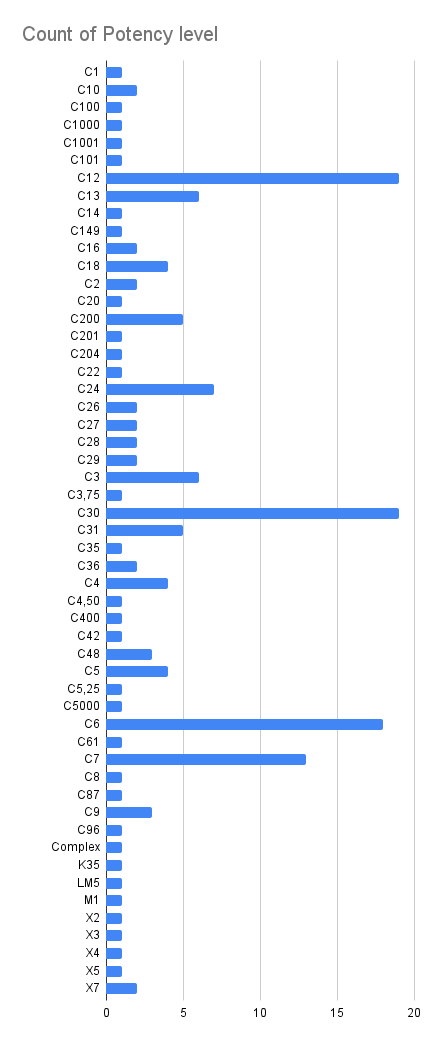 Count of Potency level
C1
C10
C100
C1000
C1001
C101
C12
C13
C14
C149
C16
C18
C2
C20
C200
C201
C204
C22
C24
C26
C27
C28
C29
C3
C3,75
C30
C31
C35
C36
C4
C4,50
C400
C42
C48
C5
C5,25
C5000
C6
C61
C7
C8
C87
C9
C96
Complex
K35
LM5
M1
X2
X3
X4
X5
X7
0 5 10 15 20